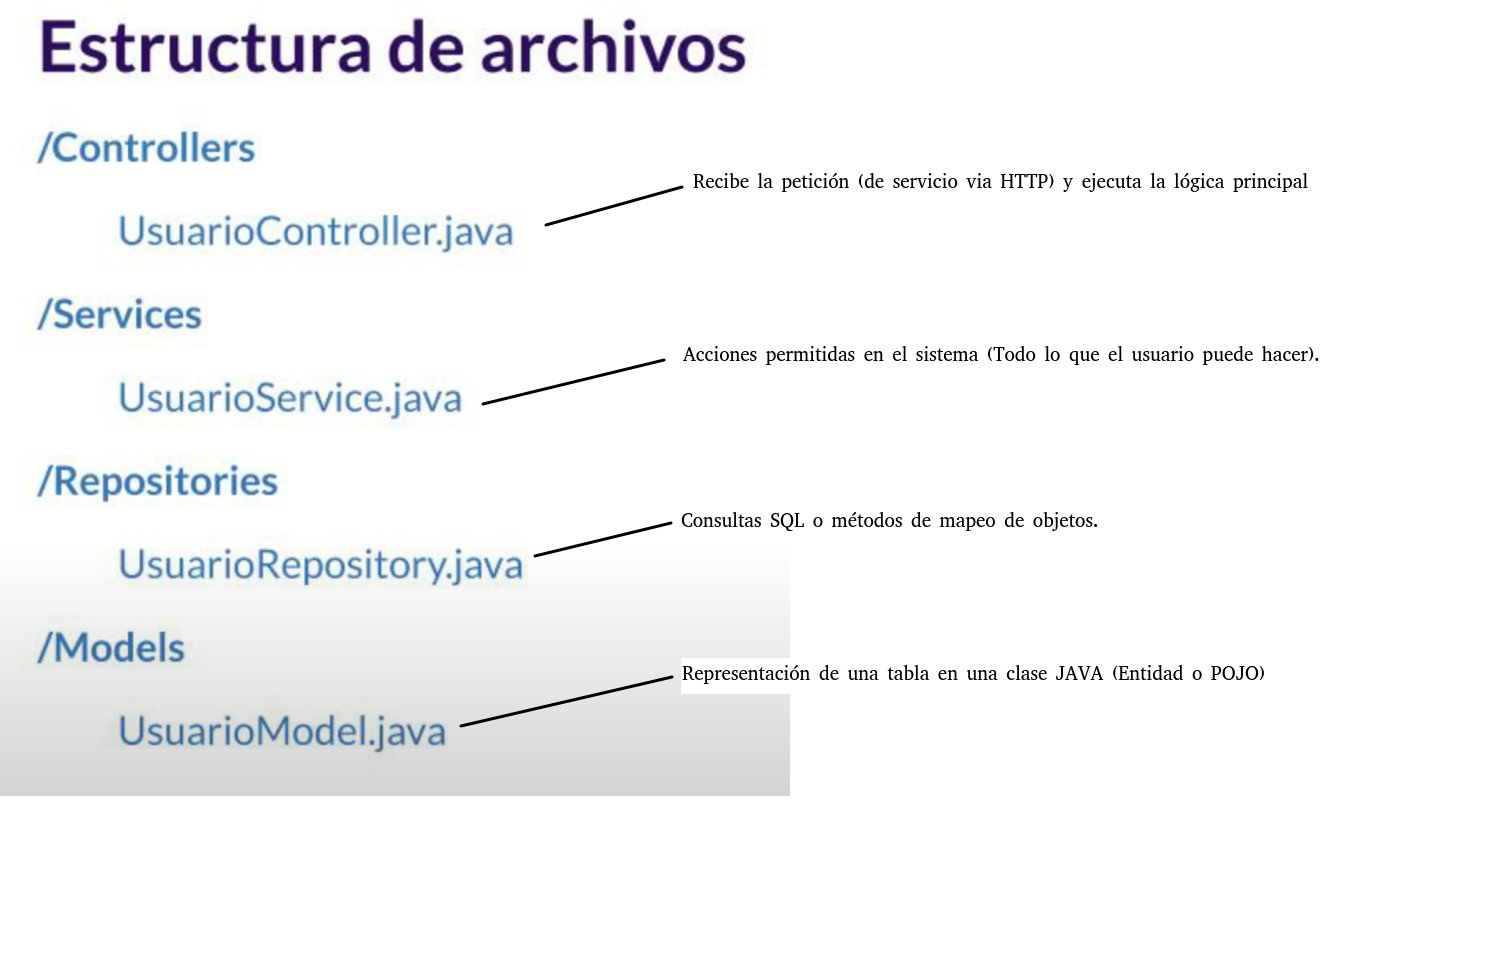 Estructura de archivos
/Controllers
Recibe la petición (de servicio via HTTP) y ejecuta la lógica principal
UsuarioController.java
/Services
Acciones permitidas en el sistema (Todo lo que el usuario puede hacer).
UsuarioService.java
/Repositories
Consultas SQL o métodos de mapeo de objetos.
UsuarioRepository.java
/Models
Representación de una tabla en una clase JAVA (Entidad o POJO)
UsuarioModel.java